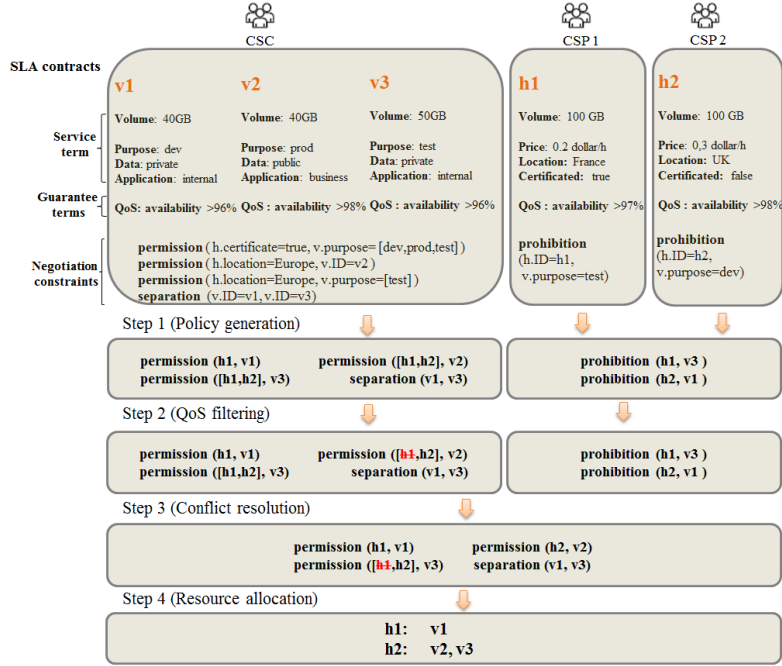 CSC
CSP 1
CSP 2
SLA contracts
v1
v2
v3
h1
h2
Service term
Volume: 40GB
Purpose: dev
Data: private
Application: internal
Volume: 40GB
Purpose: prod
Data: public
Application: business
Volume: 50GB
Purpose: test
Data: private
Application: internal
Volume: 100 GB
Price: 0.2 dollar/h
Location: France
Certificated: true
Volume: 100 GB
Price: 0,3 dollar/h
Location: UK
Certificated: false
Guarantee terms
QoS: availability >96%
QoS : availability >98%
QoS : availability >96%
QoS : availability >97%
QoS : availability >98%
Negotiation constraints
permission ( h.certificate=true, v.purpose= [dev,prod,test] )
permission ( h.location=Europe, v.ID=v2 )
permission ( h.location=Europe, v.purpose=[test] )
separation (v.ID=v1, v.ID=v3)
prohibition
(h.ID=h1,
v.purpose=test)
prohibition
(h.ID=h2,
v.purpose=dev)
Step 1 (Policy generation)
permission (h1, v1) permission ([h1,h2], v2)
permission ([h1,h2], v3) separation (v1, v3)
prohibition (h1, v3 )
prohibition (h2, v1 )
Step 2 (QoS filtering)
permission (h1, v1) permission ([h1,h2], v2)
permission ([h1,h2], v3) separation (v1, v3)
prohibition (h1, v3 )
prohibition (h2, v1 )
Step 3 (Conflict resolution)
permission (h1, v1) permission (h2, v2)
permission ([h1,h2], v3) separation (v1, v3)
Step 4 (Resource allocation)
h1: v1
h2: v2, v3